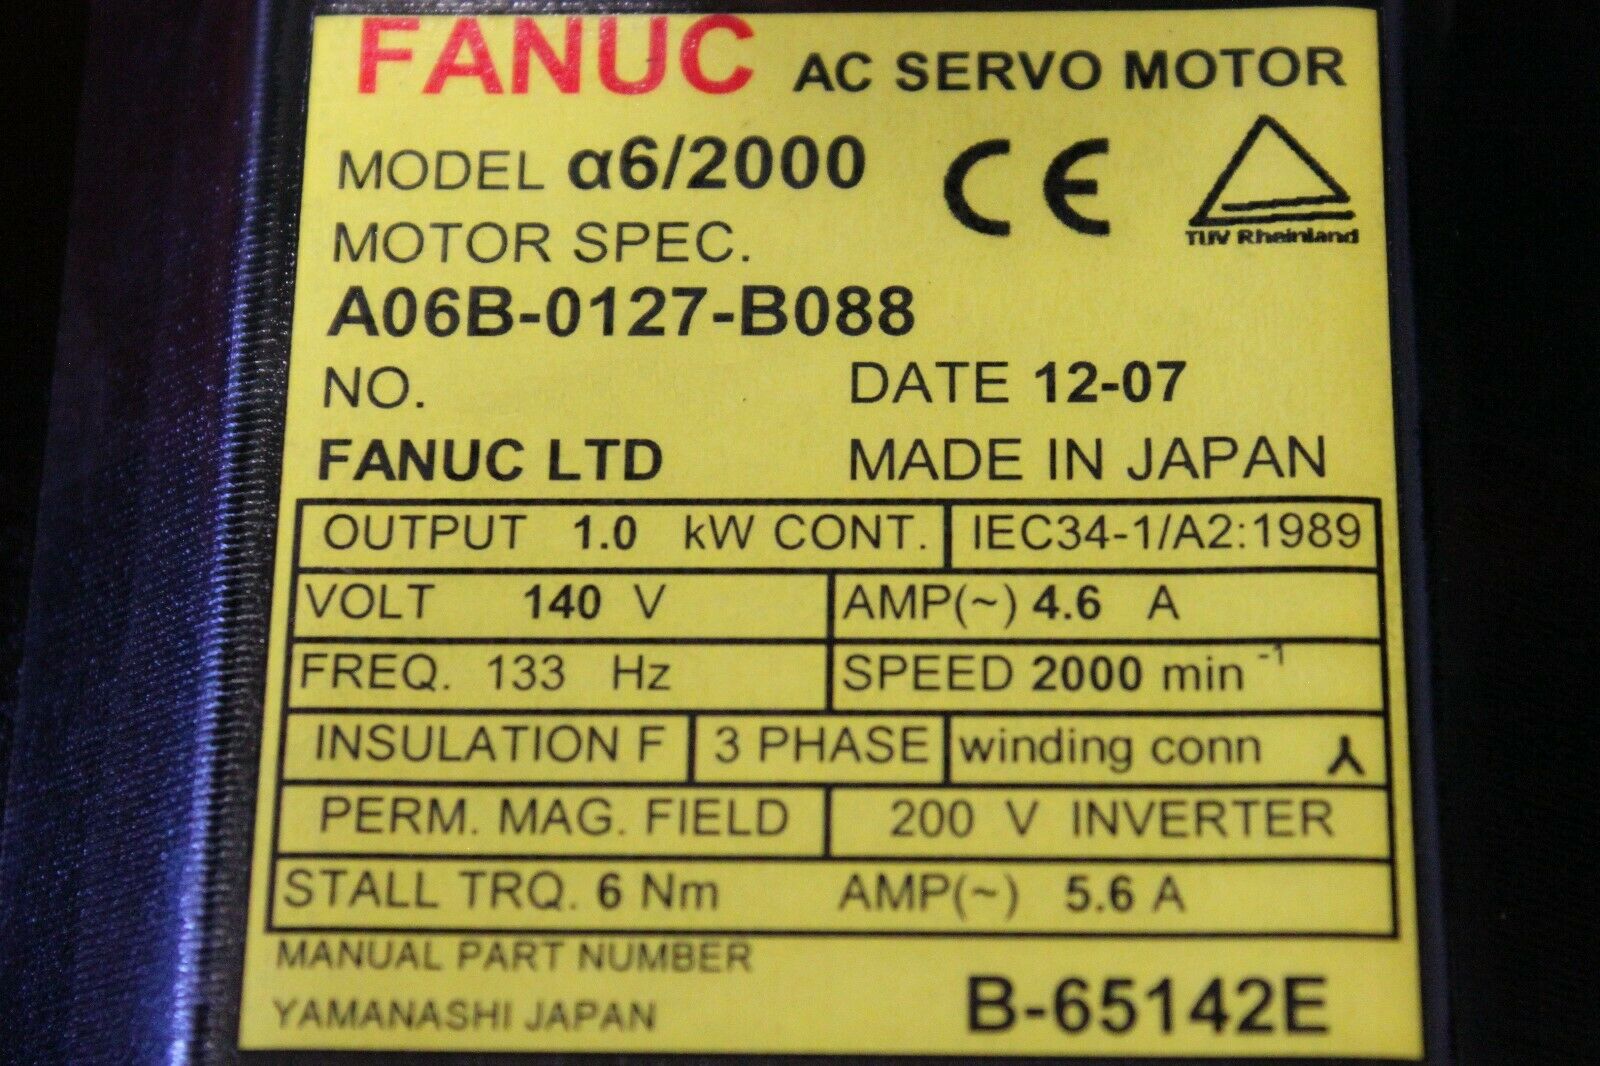 FANUC AC SERVO MOTOR
MODEL α6/2000
CE
TUV Rheinland
MOTOR SPEC.
A06B-0127-B088
NO. DATE 12-07
FANUC LTD MADE IN JAPAN
OUTPUT 1.0 kW CONT. IEC34-1/A2:1989
VOLT 140 V AMP(~) 4.6 A
FREQ. 133 Hz SPEED 2000 min⁻¹
INSULATION F 3 PHASE winding conn
PERM. MAG. FIELD 200 V INVERTER
STALL TRQ. 6 Nm AMP(~) 5.6 A
MANUAL PART NUMBER
YAMANASHI JAPAN B-65142E